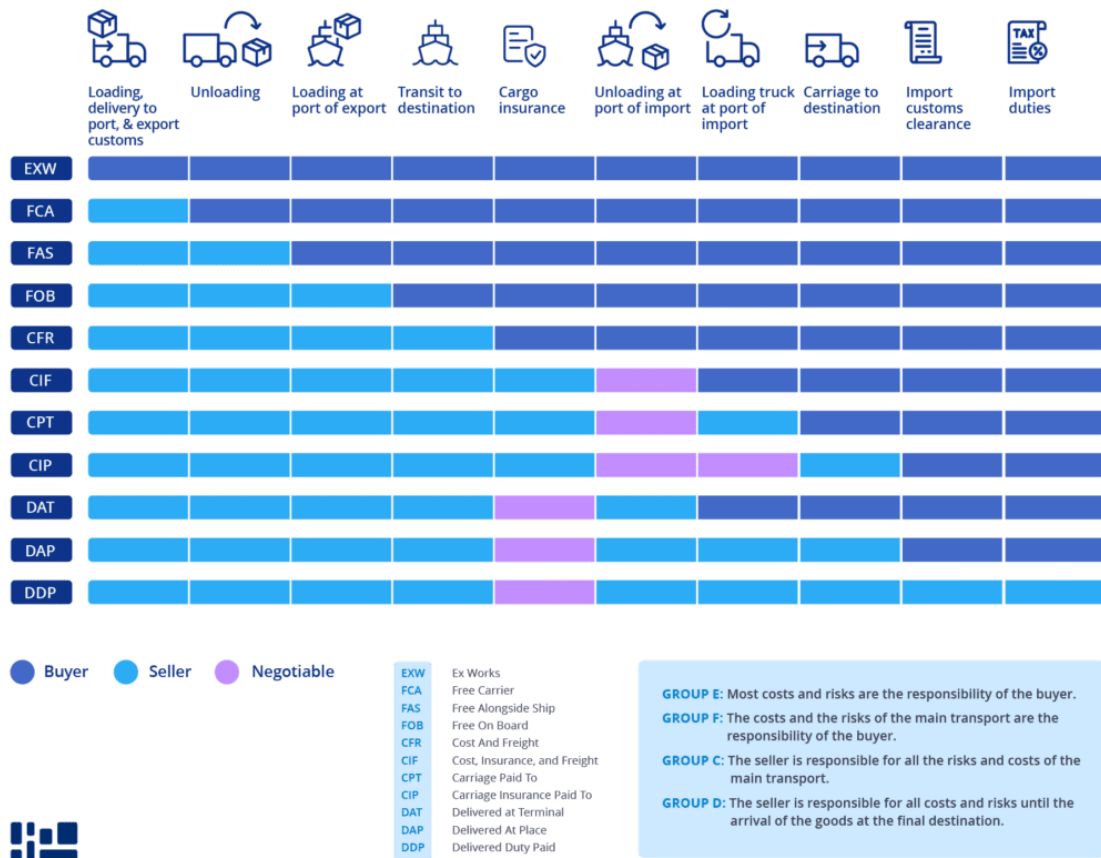 Loading,
delivery to
port, & export
customs
Unloading
Loading at
port of export
Transit to
destination
Cargo
insurance
Unloading at
port of import
Loading truck
at port of
import
Carriage to
destination
Import
customs
clearance
TAX
Import
duties
EXW
FCA
FAS
FOB
CFR
CIF
CPT
CIP
DAT
DAP
DDP
Buyer
Seller
Negotiable
EXW Ex Works
FCA Free Carrier
FAS Free Alongside Ship
FOB Free On Board
CFR Cost And Freight
CIF Cost, Insurance, and Freight
CPT Carriage Paid To
CIP Carriage Insurance Paid To
DAT Delivered at Terminal
DAP Delivered At Place
DDP Delivered Duty Paid
GROUP E: Most costs and risks are the responsibility of the buyer.
GROUP F: The costs and the risks of the main transport are the
responsibility of the buyer.
GROUP C: The seller is responsible for all the risks and costs of the
main transport.
GROUP D: The seller is responsible for all costs and risks until the
arrival of the goods at the final destination.